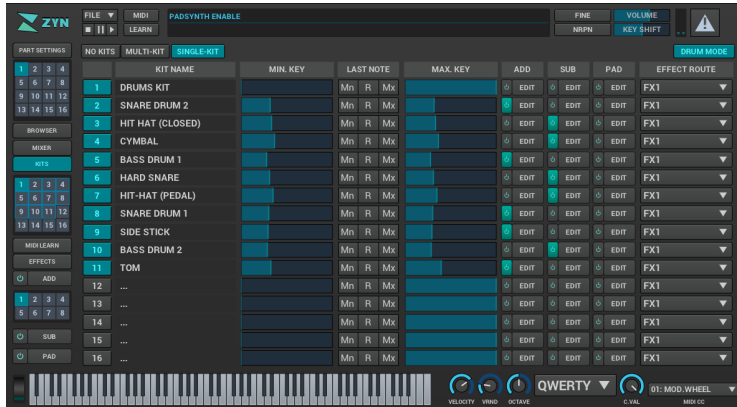 ZYN
FILE ▼ MIDI LEARN PADSYNTH ENABLE FINE NRPN VOLUME KEY SHIFT
PART SETTINGS
1 2 3 4
5 6 7 8
9 10 11 12
13 14 15 16
BROWSER
MIXER
KITS
1 2 3 4
5 6 7 8
9 10 11 12
13 14 15 16
MIDI LEARN
EFFECTS
ADD
1 2 3 4
5 6 7 8
SUB
PAD
NO KITS MULTI-KIT SINGLE-KIT DRUM MODE
KIT NAME MIN. KEY LAST NOTE MAX. KEY ADD SUB PAD EFFECT ROUTE
1 DRUMS KIT Mn R Mx EDIT EDIT EDIT FX1
2 SNARE DRUM 2 Mn R Mx EDIT EDIT EDIT FX1
3 HIT HAT (CLOSED) Mn R Mx EDIT EDIT EDIT FX1
4 CYMBAL Mn R Mx EDIT EDIT EDIT FX1
5 BASS DRUM 1 Mn R Mx EDIT EDIT EDIT FX1
6 HARD SNARE Mn R Mx EDIT EDIT EDIT FX1
7 HIT-HAT (PEDAL) Mn R Mx EDIT EDIT EDIT FX1
8 SNARE DRUM 1 Mn R Mx EDIT EDIT EDIT FX1
9 SIDE STICK Mn R Mx EDIT EDIT EDIT FX1
10 BASS DRUM 2 Mn R Mx EDIT EDIT EDIT FX1
11 TOM Mn R Mx EDIT EDIT EDIT FX1
12 ... Mn R Mx EDIT EDIT EDIT FX1
13 ... Mn R Mx EDIT EDIT EDIT FX1
14 ... Mn R Mx EDIT EDIT EDIT FX1
15 ... Mn R Mx EDIT EDIT EDIT FX1
16 ... Mn R Mx EDIT EDIT EDIT FX1
VELOCITY VRND OCTAVE QWERTY C.VAL 01: MOD.WHEEL
MIDI CC